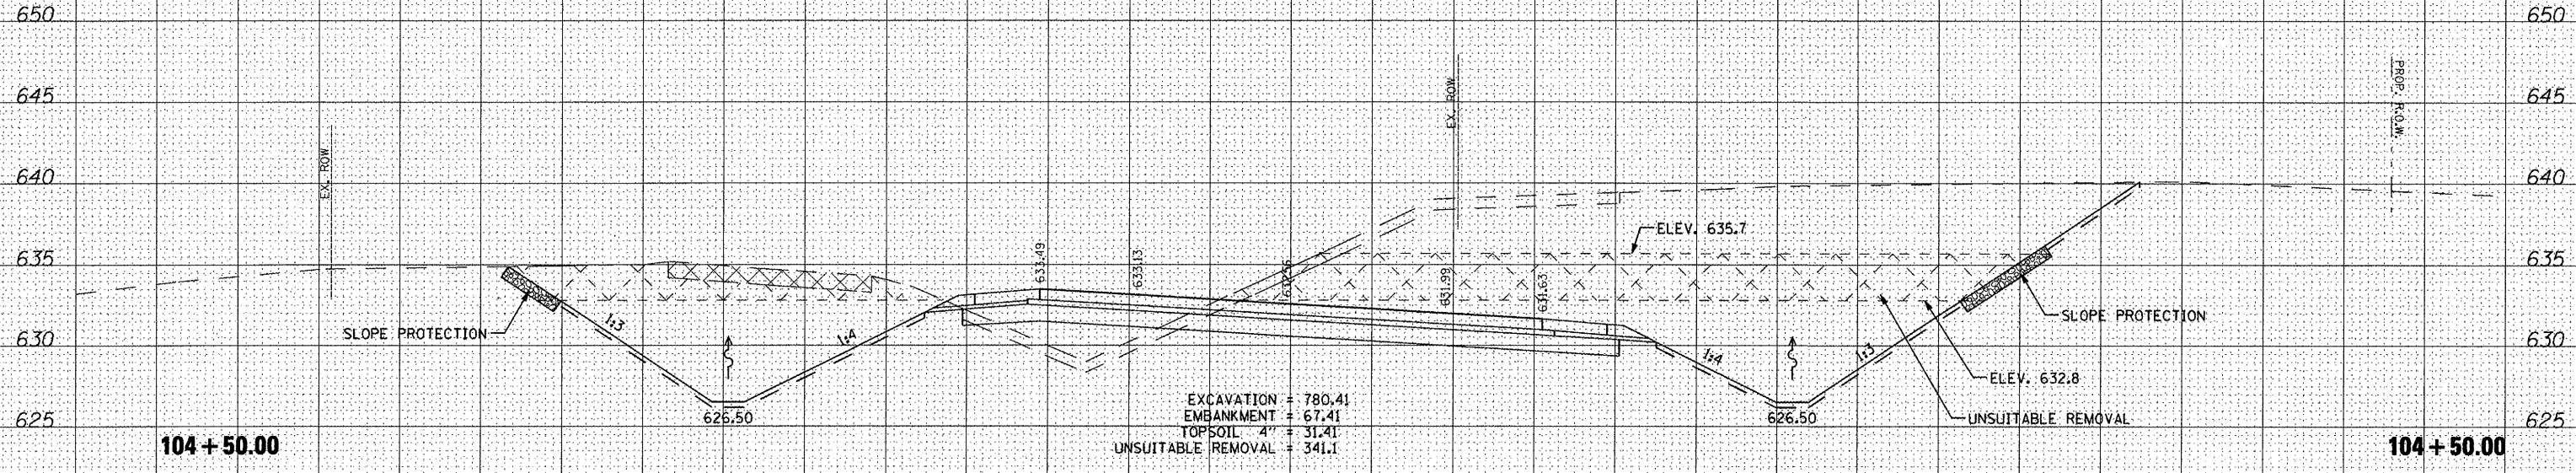 650 650
645 645
640 640
635 635
630 630
625 625
EX. ROW
EX. ROW
PROP. R.O.W.
ELEV. 635.7
633.49
633.13
632.56
631.99
631.63
SLOPE PROTECTION
1:3
1:4
1:4
1:3
SLOPE PROTECTION
ELEV. 632.8
UNSUITABLE REMOVAL
626.50
626.50
EXCAVATION = 780.41
EMBANKMENT = 67.41
TOPSOIL 4" = 31.41
UNSUITABLE REMOVAL = 341.1
104+50.00 104+50.00